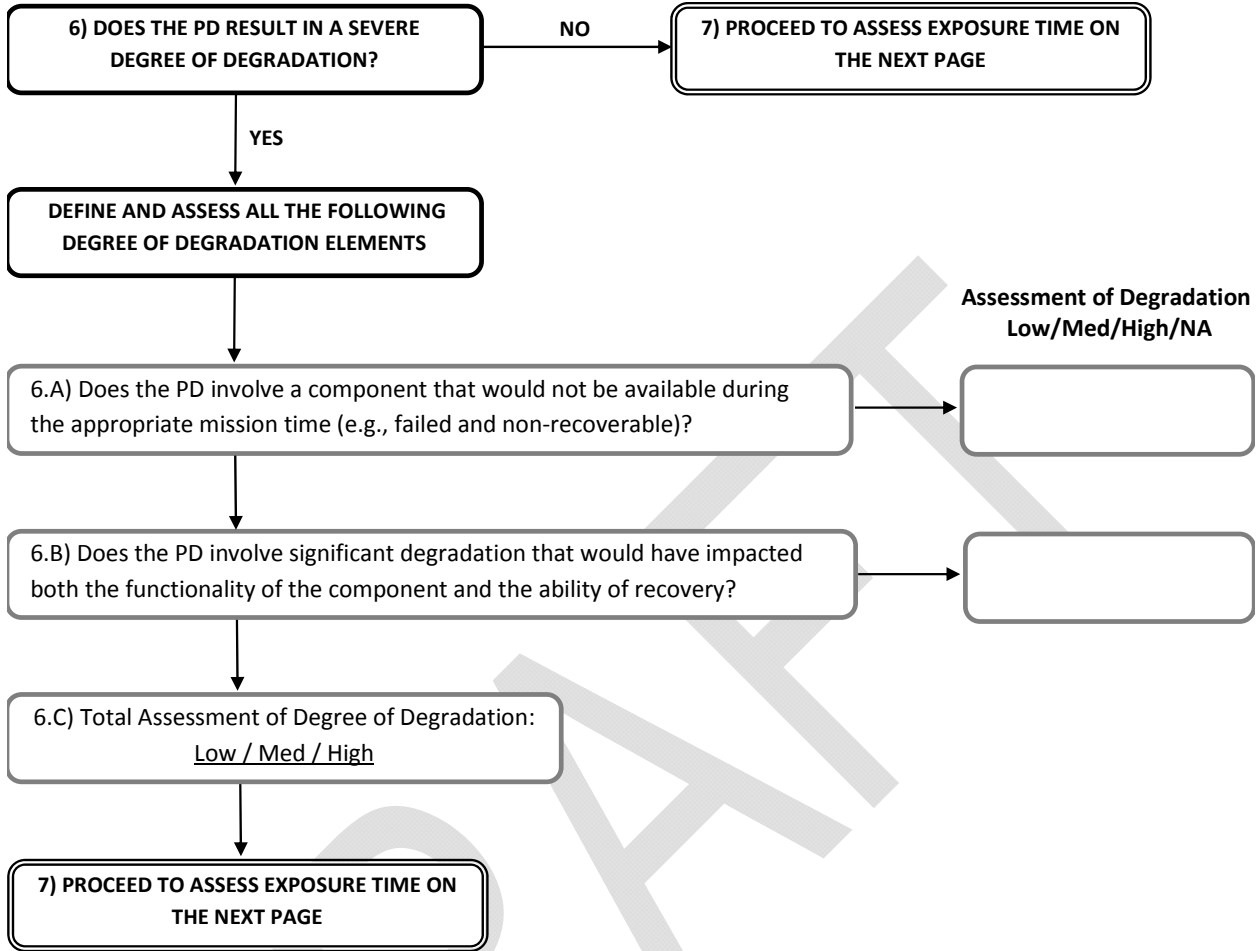 6) DOES THE PD RESULT IN A SEVERE
DEGREE OF DEGRADATION?
NO
7) PROCEED TO ASSESS EXPOSURE TIME ON
THE NEXT PAGE
YES
DEFINE AND ASSESS ALL THE FOLLOWING
DEGREE OF DEGRADATION ELEMENTS
Assessment of Degradation
Low/Med/High/NA
6.A) Does the PD involve a component that would not be available during
the appropriate mission time (e.g., failed and non-recoverable)?
6.B) Does the PD involve significant degradation that would have impacted
both the functionality of the component and the ability of recovery?
6.C) Total Assessment of Degree of Degradation:
Low / Med / High
7) PROCEED TO ASSESS EXPOSURE TIME ON
THE NEXT PAGE
DRAFT